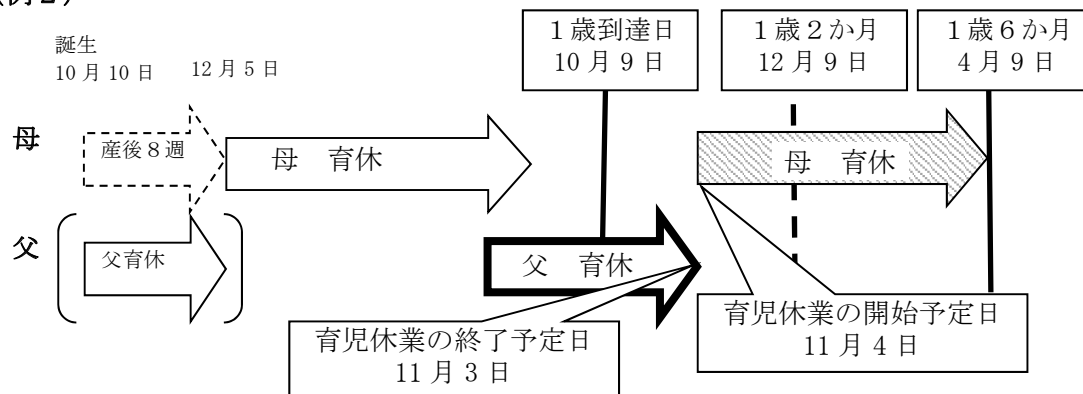 (例2)
誕生
10月10日
12月5日
1歳到達日
10月9日
1歳2か月
12月9日
1歳6か月
4月9日
母
産後8週
母 育休
母 育休
父
父育休
父 育休
育児休業の終了予定日
11月3日
育児休業の開始予定日
11月4日